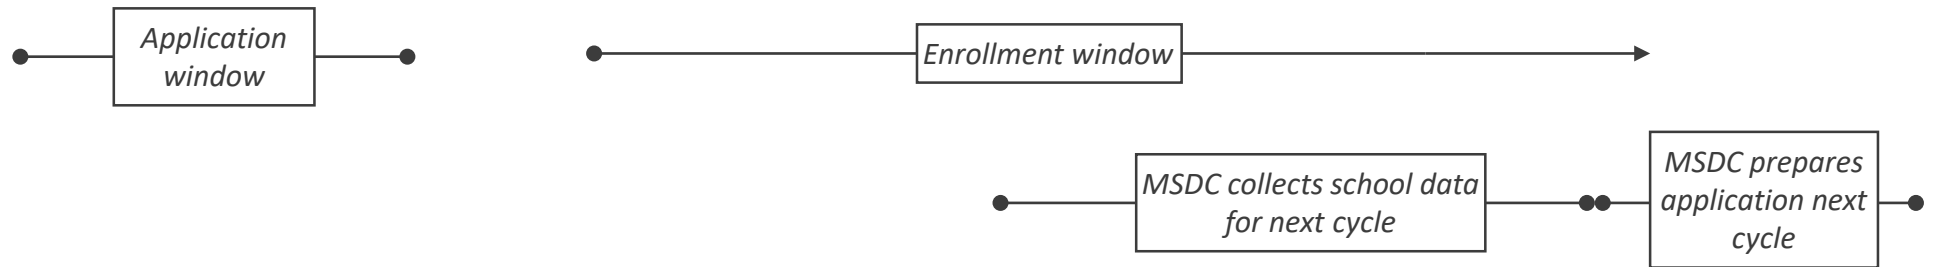 Application
window
Enrollment window
MSDC collects school data
for next cycle
MSDC prepares
application next
cycle